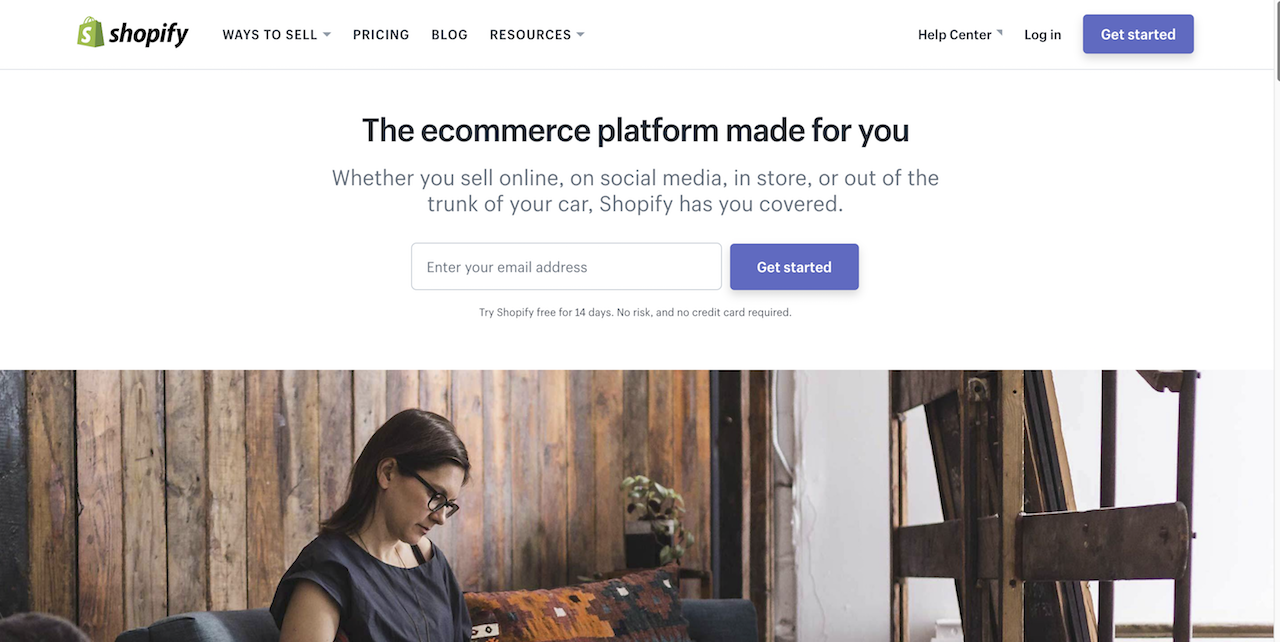 shopify
WAYS TO SELL
PRICING
BLOG
RESOURCES
Help Center
Log in
Get started
The ecommerce platform made for you
Whether you sell online, on social media, in store, or out of the
trunk of your car, Shopify has you covered.
Enter your email address
Get started
Try Shopify free for 14 days. No risk, and no credit card required.